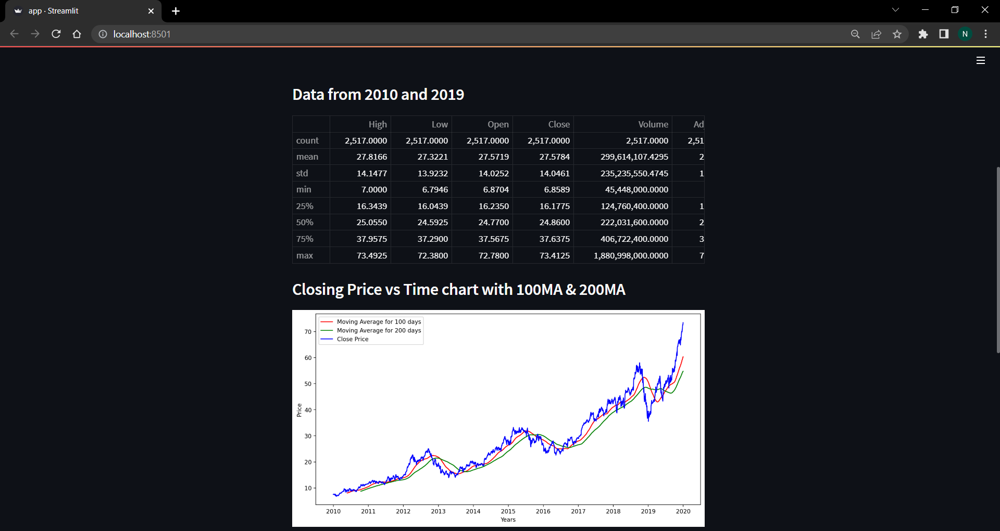 app · Streamlit
localhost:8501
N
Data from 2010 and 2019
High Low Open Close Volume Ad
count 2,517.0000 2,517.0000 2,517.0000 2,517.0000 2,517.0000 2,51
mean 27.8166 27.3221 27.5719 27.5784 299,614,107.4295 2
std 14.1477 13.9232 14.0252 14.0461 235,235,550.4745 1
min 7.0000 6.7946 6.8704 6.8589 45,448,000.0000
25% 16.3439 16.0439 16.2350 16.1775 124,760,400.0000 1
50% 25.0550 24.5925 24.7700 24.8600 222,031,600.0000 2
75% 37.9575 37.2900 37.5675 37.6375 406,722,400.0000 3
max 73.4925 72.3800 72.7800 73.4125 1,880,998,000.0000 7
Closing Price vs Time chart with 100MA & 200MA
Moving Average for 100 days
Moving Average for 200 days
Close Price
70
60
50
40
30
20
10
Price
2010 2011 2012 2013 2014 2015 2016 2017 2018 2019 2020
Years